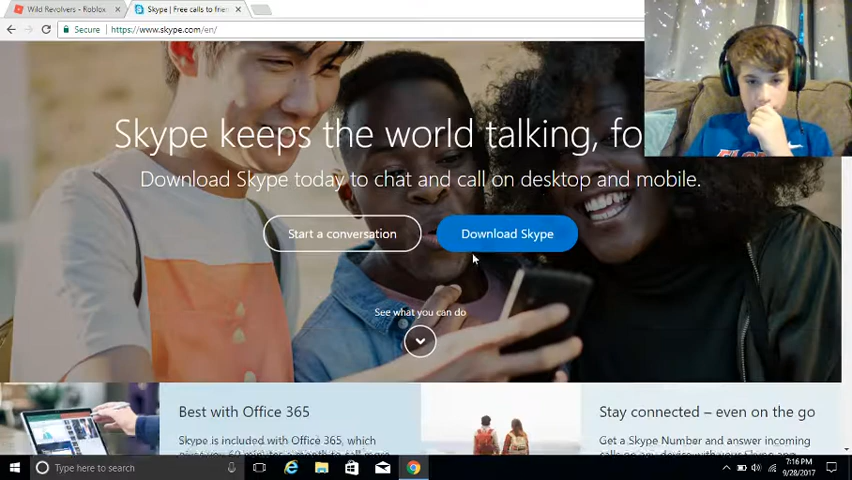 Wild Revolvers - Roblox
Skype | Free calls to frie
Secure
https://www.skype.com/en/
Skype keeps the world talking, fo
Download Skype today to chat and call on desktop and mobile.
Start a conversation
Download Skype
See what you can do
Best with Office 365
Skype is included with Office 365, which
Stay connected – even on the go
Get a Skype Number and answer incoming
Type here to search
7:16 PM
9/28/2017